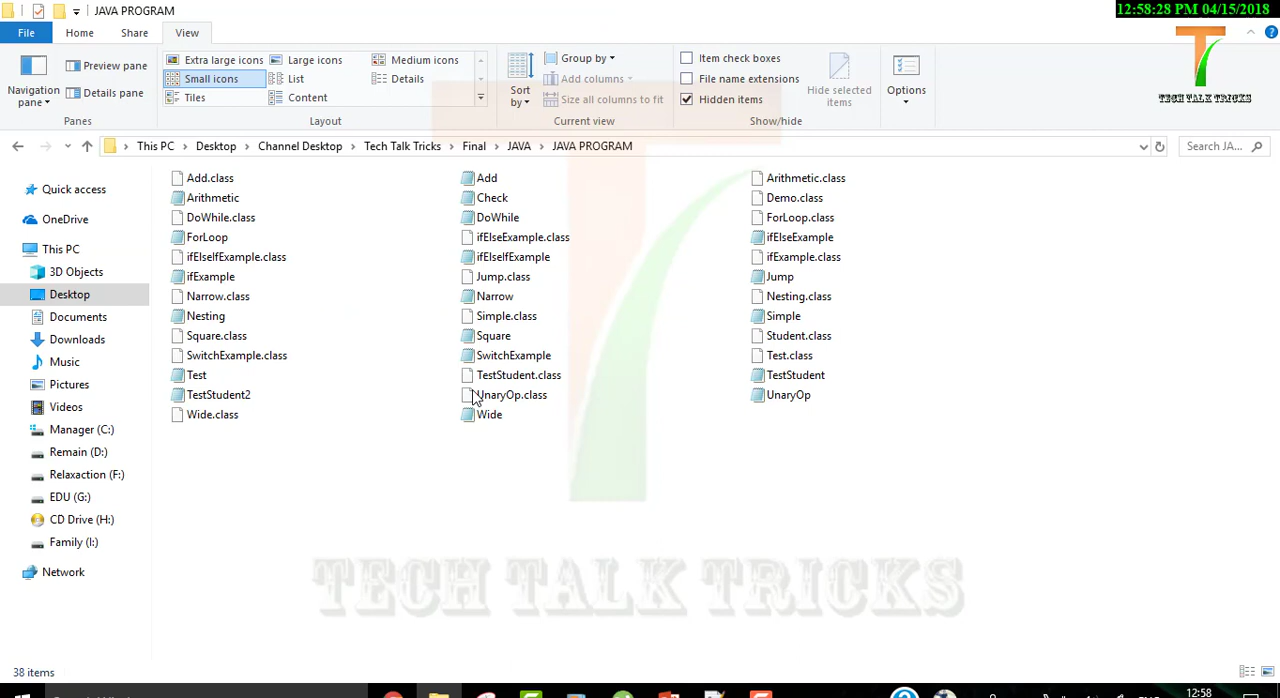 JAVA PROGRAM
12:58:28 PM 04/15/2018
File
Home
Share
View
Navigation pane
Preview pane
Details pane
Panes
Extra large icons
Large icons
Medium icons
Small icons
List
Details
Tiles
Content
Layout
Sort by
Group by
Add columns
Size all columns to fit
Current view
Item check boxes
File name extensions
Hidden items
Hide selected items
Show/hide
Options
TECH TALK TRICKS
This PC > Desktop > Channel Desktop > Tech Talk Tricks > Final > JAVA > JAVA PROGRAM
Search JA...
Quick access
OneDrive
This PC
3D Objects
Desktop
Documents
Downloads
Music
Pictures
Videos
Manager (C:)
Remain (D:)
Relaxaction (F:)
EDU (G:)
CD Drive (H:)
Family (I:)
Network
Add.class
Add
Arithmetic.class
Arithmetic
Check
Demo.class
DoWhile.class
DoWhile
ForLoop.class
ForLoop
ifElseExample.class
ifElseExample
ifElseIfExample.class
ifElseIfExample
ifExample.class
ifExample
Jump.class
Jump
Narrow.class
Narrow
Nesting.class
Nesting
Simple.class
Simple
Square.class
Square
Student.class
SwitchExample.class
SwitchExample
Test.class
Test
TestStudent.class
TestStudent
TestStudent2
UnaryOp.class
UnaryOp
Wide.class
Wide
TECH TALK TRICKS
38 items
12:58